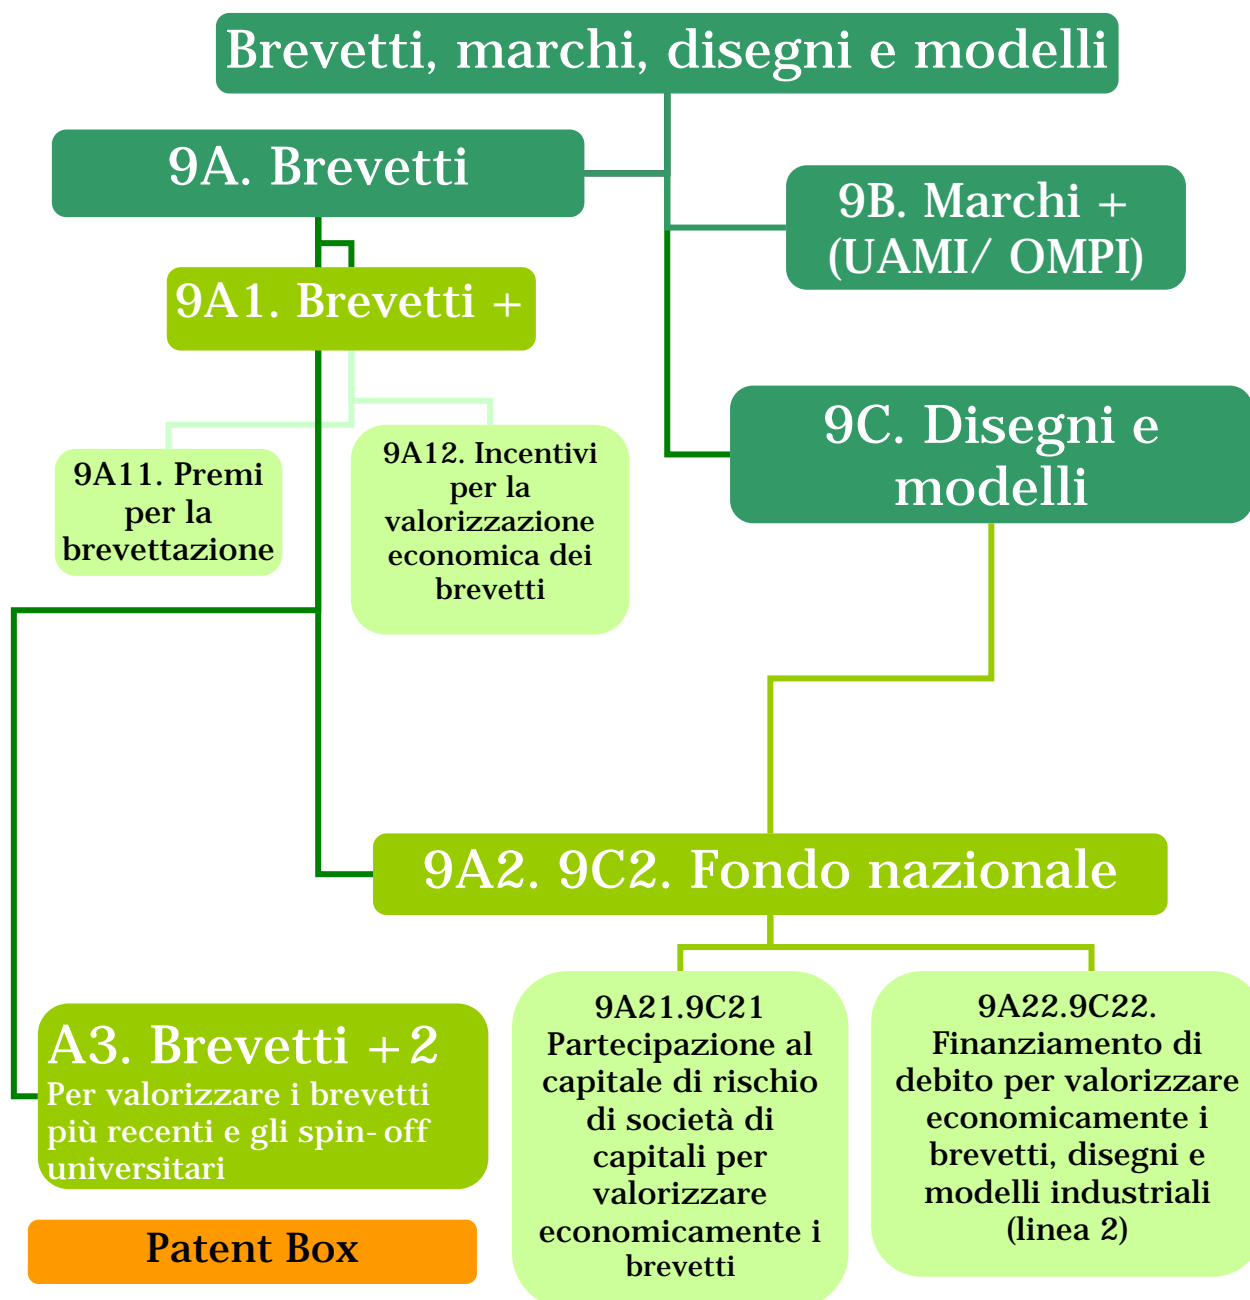 Brevetti, marchi, disegni e modelli
9A. Brevetti
9B. Marchi +
(UAMI/ OMPI)
9A1. Brevetti +
9C. Disegni e
modelli
9A11. Premi
per la
brevettazione
9A12. Incentivi
per la
valorizzazione
economica dei
brevetti
9A2. 9C2. Fondo nazionale
A3. Brevetti +2
Per valorizzare i brevetti
più recenti e gli spin-off
universitari
9A21.9C21
Partecipazione al
capitale di rischio
di società di
capitali per
valorizzare
economicamente i
brevetti
9A22.9C22.
Finanziamento di
debito per valorizzare
economicamente i
brevetti, disegni e
modelli industriali
(linea 2)
Patent Box